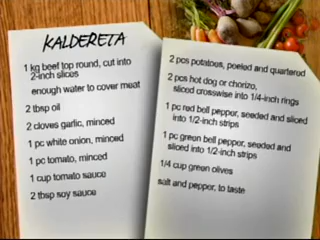 KALDERETA
1 kg beef top round, cut into
2-inch slices
enough water to cover meat
2 tbsp oil
2 cloves garlic, minced
1 pc white onion, minced
1 pc tomato, minced
1 cup tomato sauce
2 tbsp soy sauce
2 pcs potatoes, peeled and quartered
2 pcs hot dog or chorizo,
sliced crosswise into 1/4-inch rings
1 pc red bell pepper, seeded and sliced
into 1/2-inch strips
1 pc green bell pepper, seeded and
sliced into 1/2-inch strips
1/4 cup green olives
salt and pepper, to taste